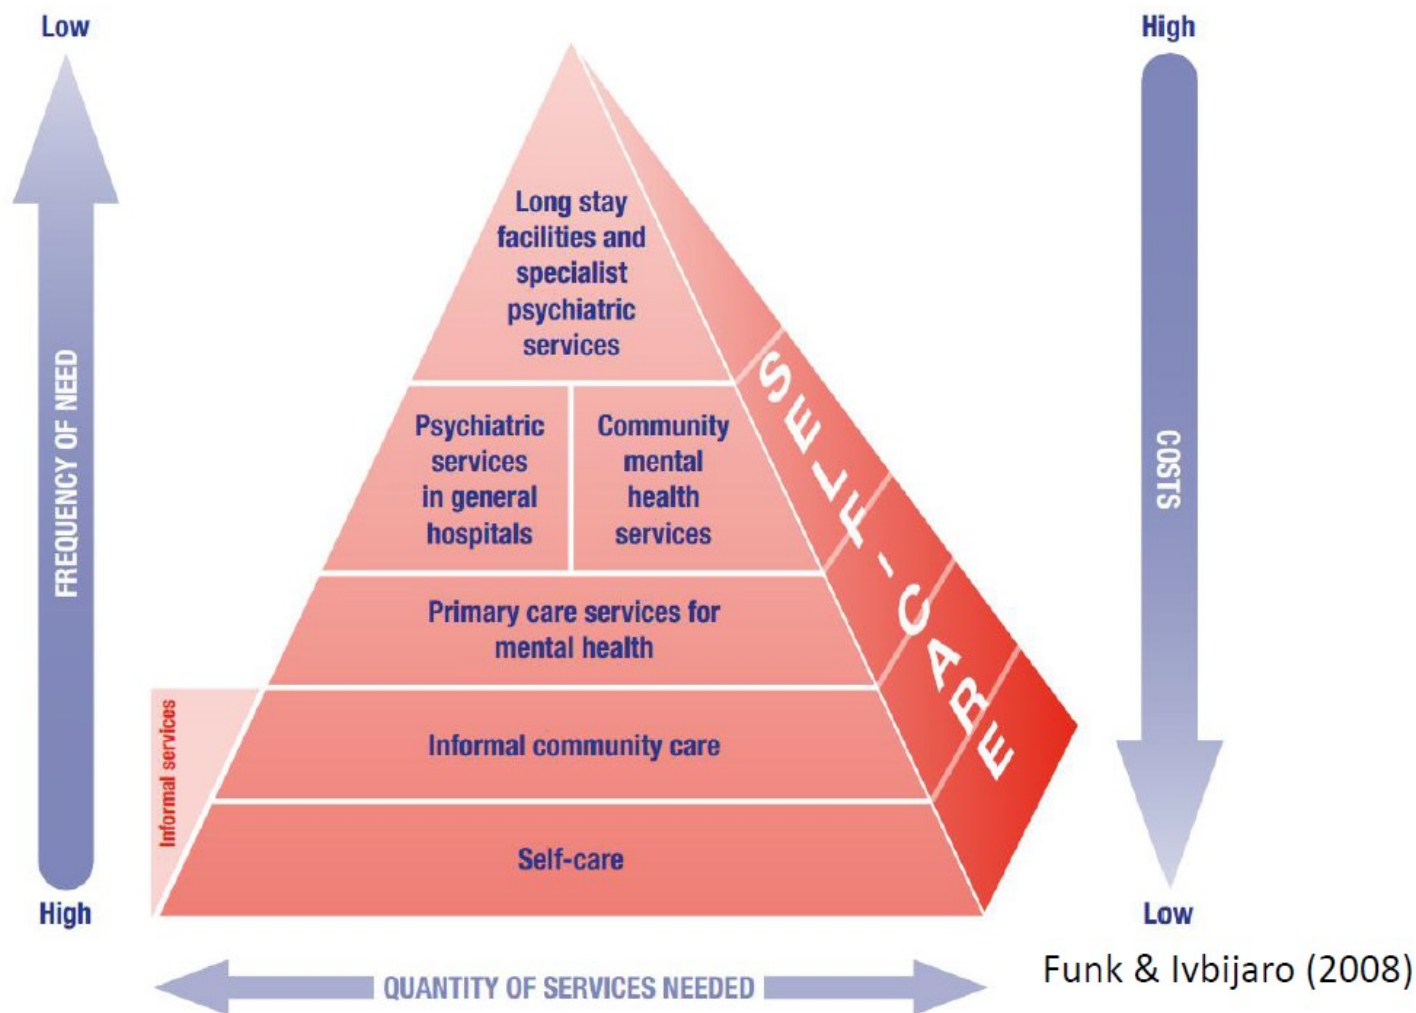 Low
High
Long stay
facilities and
specialist
psychiatric
services
FREQUENCY OF NEED
Psychiatric
services
in general
hospitals
Community
mental
health
services
SELF-CARE
COSTS
Primary care services for
mental health
Informal services
Informal community care
Self-care
High
Low
QUANTITY OF SERVICES NEEDED
Funk & Ivbijaro (2008)